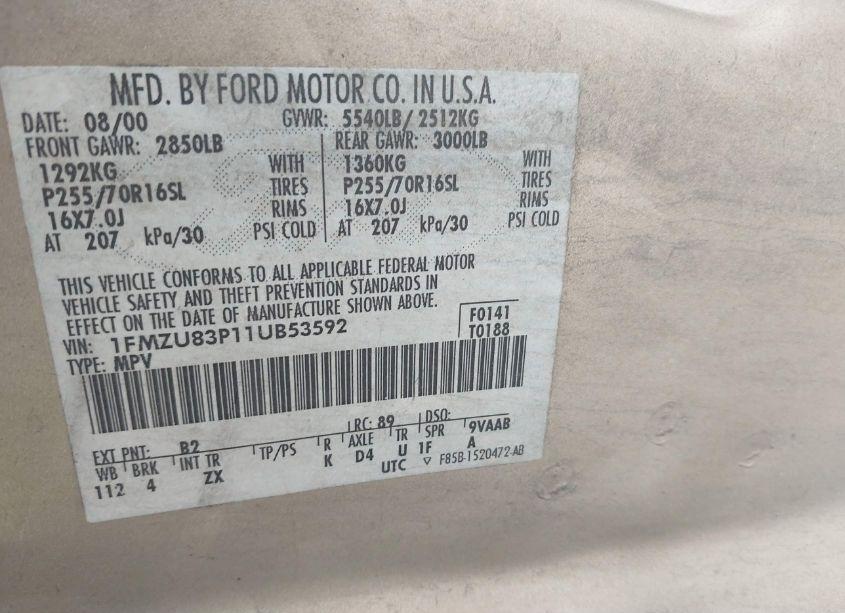 MFD. BY FORD MOTOR CO. IN U.S.A.
DATE: 08/00 GVWR: 5540LB/ 2512KG
FRONT GAWR: 2850LB REAR GAWR: 3000LB
1292KG WITH 1360KG WITH
P255/70R16SL TIRES P255/70R16SL TIRES
16X7.0J RIMS 16X7.0J RIMS
AT 207 kPa/30 PSI COLD AT 207 kPa/30 PSI COLD
THIS VEHICLE CONFORMS TO ALL APPLICABLE FEDERAL MOTOR
VEHICLE SAFETY AND THEFT PREVENTION STANDARDS IN
EFFECT ON THE DATE OF MANUFACTURE SHOWN ABOVE.
VIN: 1FMZU83P11UB53592 F0141
TYPE: MPV T0188
EXT PNT: B2 RC: 89 DSO:
WB BRK INT TR TP/PS R AXLE TR SPR 9VAAB
112 4 ZX K D4 U 1F A
UTC ▽ F85B-1520472-AB